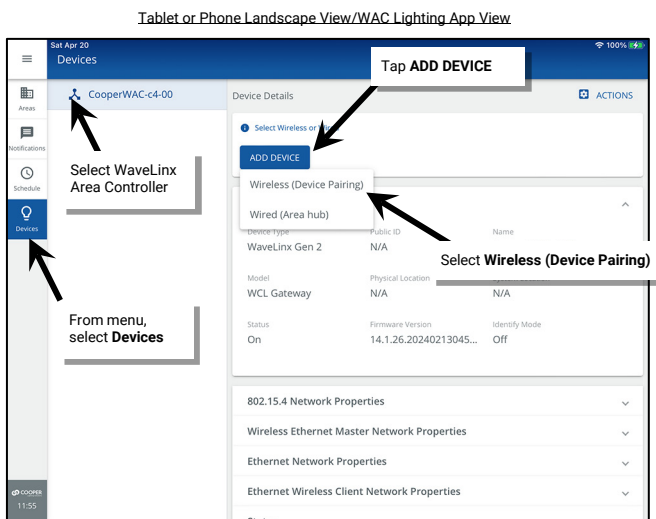 Tablet or Phone Landscape View/WAC Lighting App View
Sat Apr 20
100%
Devices
Tap ADD DEVICE
Areas
Notifications
Schedule
Devices
COOPER
11:55
CooperWAC-c4-00
Select WaveLinx
Area Controller
From menu,
select Devices
Device Details
ACTIONS
Select Wireless or
ADD DEVICE
Wireless (Device Pairing)
Wired (Area hub)
Select Wireless (Device Pairing)
Device Type
Public ID
Name
WaveLinx Gen 2
N/A
Model
Physical Location
WCL Gateway
N/A
N/A
Status
Firmware Version
Identify Mode
On
14.1.26.20240213045...
Off
802.15.4 Network Properties
Wireless Ethernet Master Network Properties
Ethernet Network Properties
Ethernet Wireless Client Network Properties